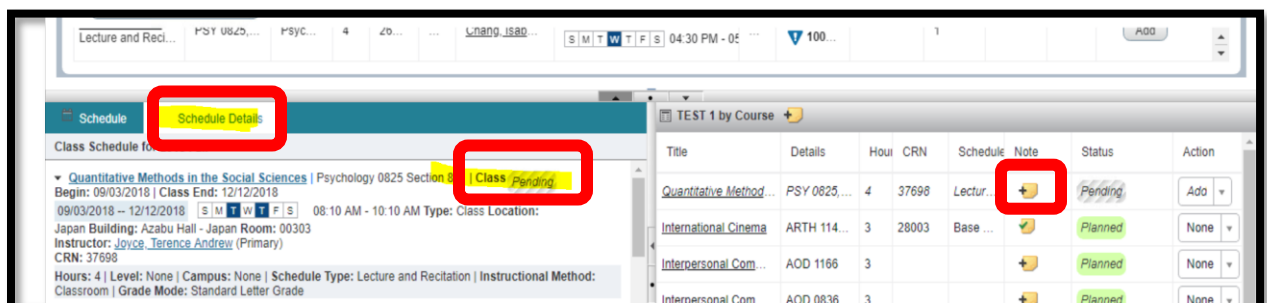 Lecture and Reci... PSY 0825,... Psyc... 4 26... ... Chang, Isab... S M T W T F S 04:30 PM - 05 ... 100... 1 Add
Schedule Schedule Details
Class Schedule fo
Quantitative Methods in the Social Sciences | Psychology 0825 Section 8 | Class Pending
Begin: 09/03/2018 | Class End: 12/12/2018
09/03/2018 -- 12/12/2018 S M T W T F S 08:10 AM - 10:10 AM Type: Class Location:
Japan Building: Azabu Hall - Japan Room: 00303
Instructor: Joyce, Terence Andrew (Primary)
CRN: 37698
Hours: 4 | Level: None | Campus: None | Schedule Type: Lecture and Recitation | Instructional Method:
Classroom | Grade Mode: Standard Letter Grade
TEST 1 by Course
Title Details Hour CRN Schedule Note Status Action
Quantitative Method... PSY 0825,... 4 37698 Lectur... Pending Add
International Cinema ARTH 114... 3 28003 Base ... Planned None
Interpersonal Com... AOD 1166 3 Planned None
Interpersonal Com AOD 0836 3 Planned None